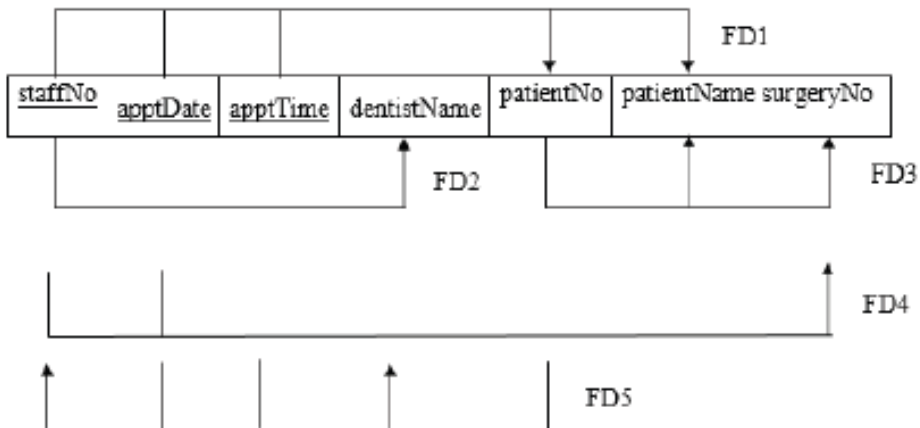 FD1
staffNo apptDate apptTime dentistName patientNo patientName surgeryNo
FD2
FD3
FD4
FD5